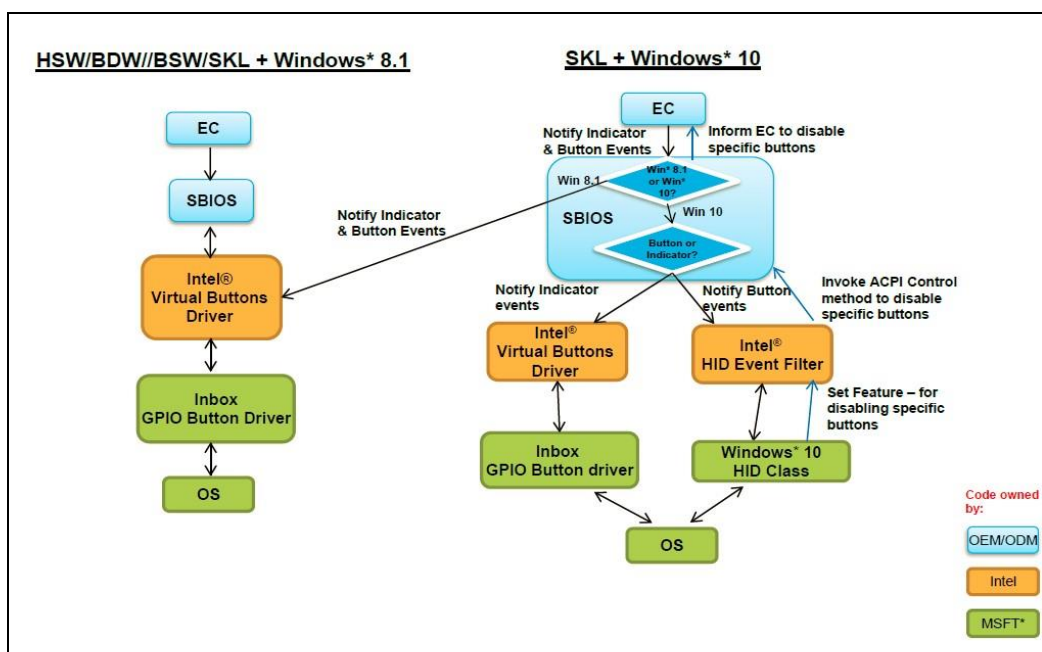 HSW/BDW//BSW/SKL + Windows* 8.1
EC
SBIOS
Intel®
Virtual Buttons
Driver
Inbox
GPIO Button Driver
OS
Notify Indicator
& Button Events
SKL + Windows* 10
EC
Notify Indicator
& Button Events
Inform EC to disable
specific buttons
Win 8.1
Win* 8.1
or Win*
10?
SBIOS
Win 10
Button or
Indicator?
Notify Indicator
events
Notify Button
events
Invoke ACPI Control
method to disable
specific buttons
Intel®
Virtual Buttons
Driver
Intel®
HID Event Filter
Set Feature – for
disabling specific
buttons
Inbox
GPIO Button driver
Windows* 10
HID Class
OS
Code owned
by:
OEM/ODM
Intel
MSFT*